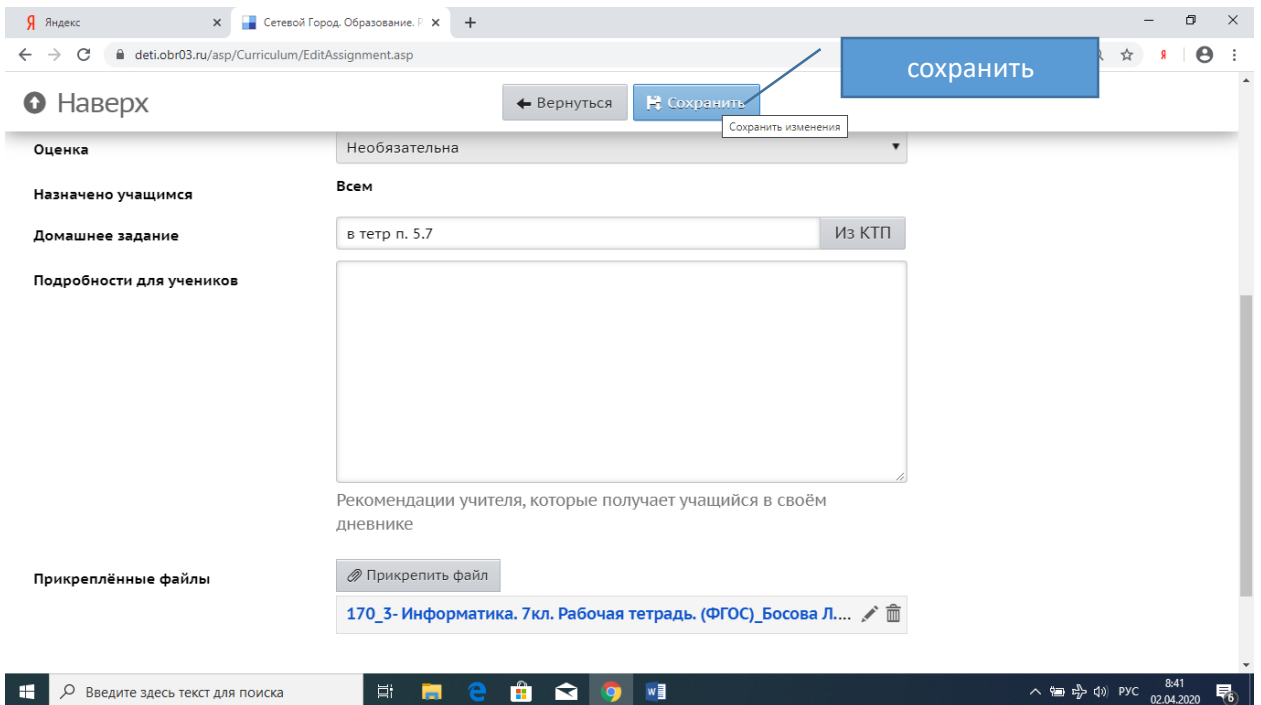 Яндекс
Сетевой Город. Образование. Р
deti.obr03.ru/asp/Curriculum/EditAssignment.asp
сохранить
Наверх
Вернуться
Сохранить
Сохранить изменения
Оценка
Необязательна
Назначено учащимся
Всем
Домашнее задание
в тетр п. 5.7
Из КТП
Подробности для учеников
Рекомендации учителя, которые получает учащийся в своём
дневнике
Прикреплённые файлы
Прикрепить файл
170_3- Информатика. 7кл. Рабочая тетрадь. (ФГОС)_Босова Л....
Введите здесь текст для поиска
РУС
8:41
02.04.2020
6